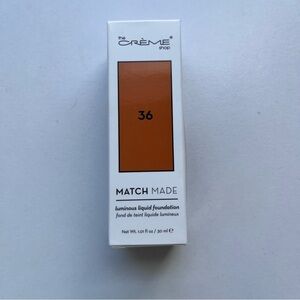 the
CRÈME®
shop
36
MATCH MADE
luminous liquid foundation
fond de teint liquide lumineux
Net Wt. 1.01 fl oz / 30 ml ℮